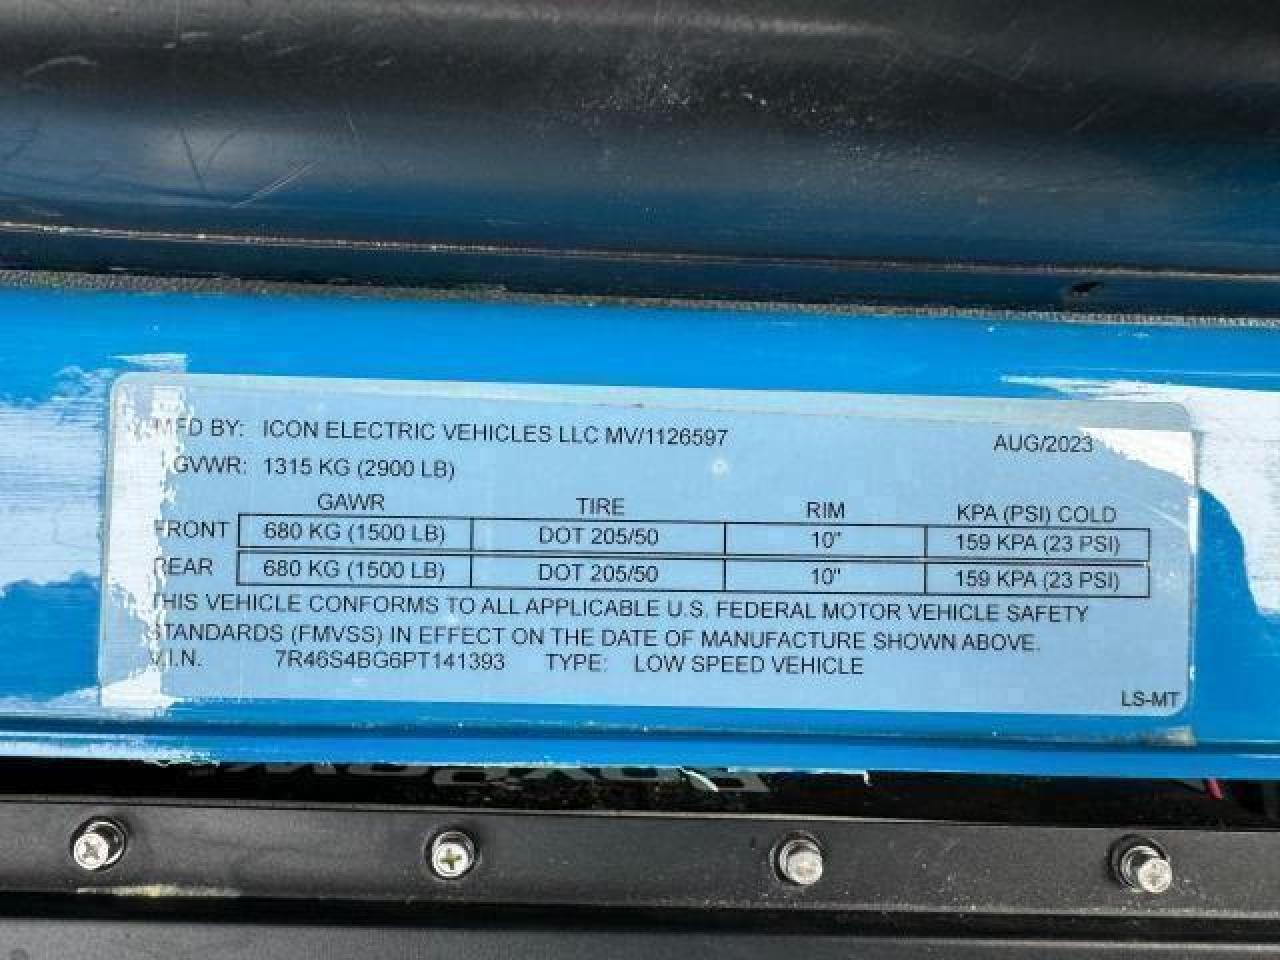 MFD BY: ICON ELECTRIC VEHICLES LLC MV/1126597 AUG/2023
GVWR: 1315 KG (2900 LB)
GAWR TIRE RIM KPA (PSI) COLD
FRONT 680 KG (1500 LB) DOT 205/50 10" 159 KPA (23 PSI)
REAR 680 KG (1500 LB) DOT 205/50 10" 159 KPA (23 PSI)
THIS VEHICLE CONFORMS TO ALL APPLICABLE U.S. FEDERAL MOTOR VEHICLE SAFETY
STANDARDS (FMVSS) IN EFFECT ON THE DATE OF MANUFACTURE SHOWN ABOVE.
V.I.N. 7R46S4BG6PT141393 TYPE: LOW SPEED VEHICLE
LS-MT